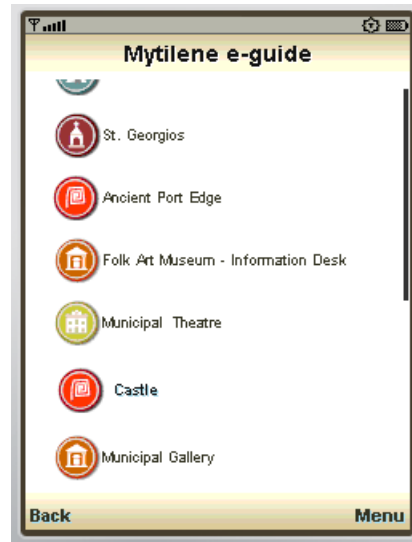 Mytilene e-guide
St. Georgios
Ancient Port Edge
Folk Art Museum - Information Desk
Municipal Theatre
Castle
Municipal Gallery
Back
Menu